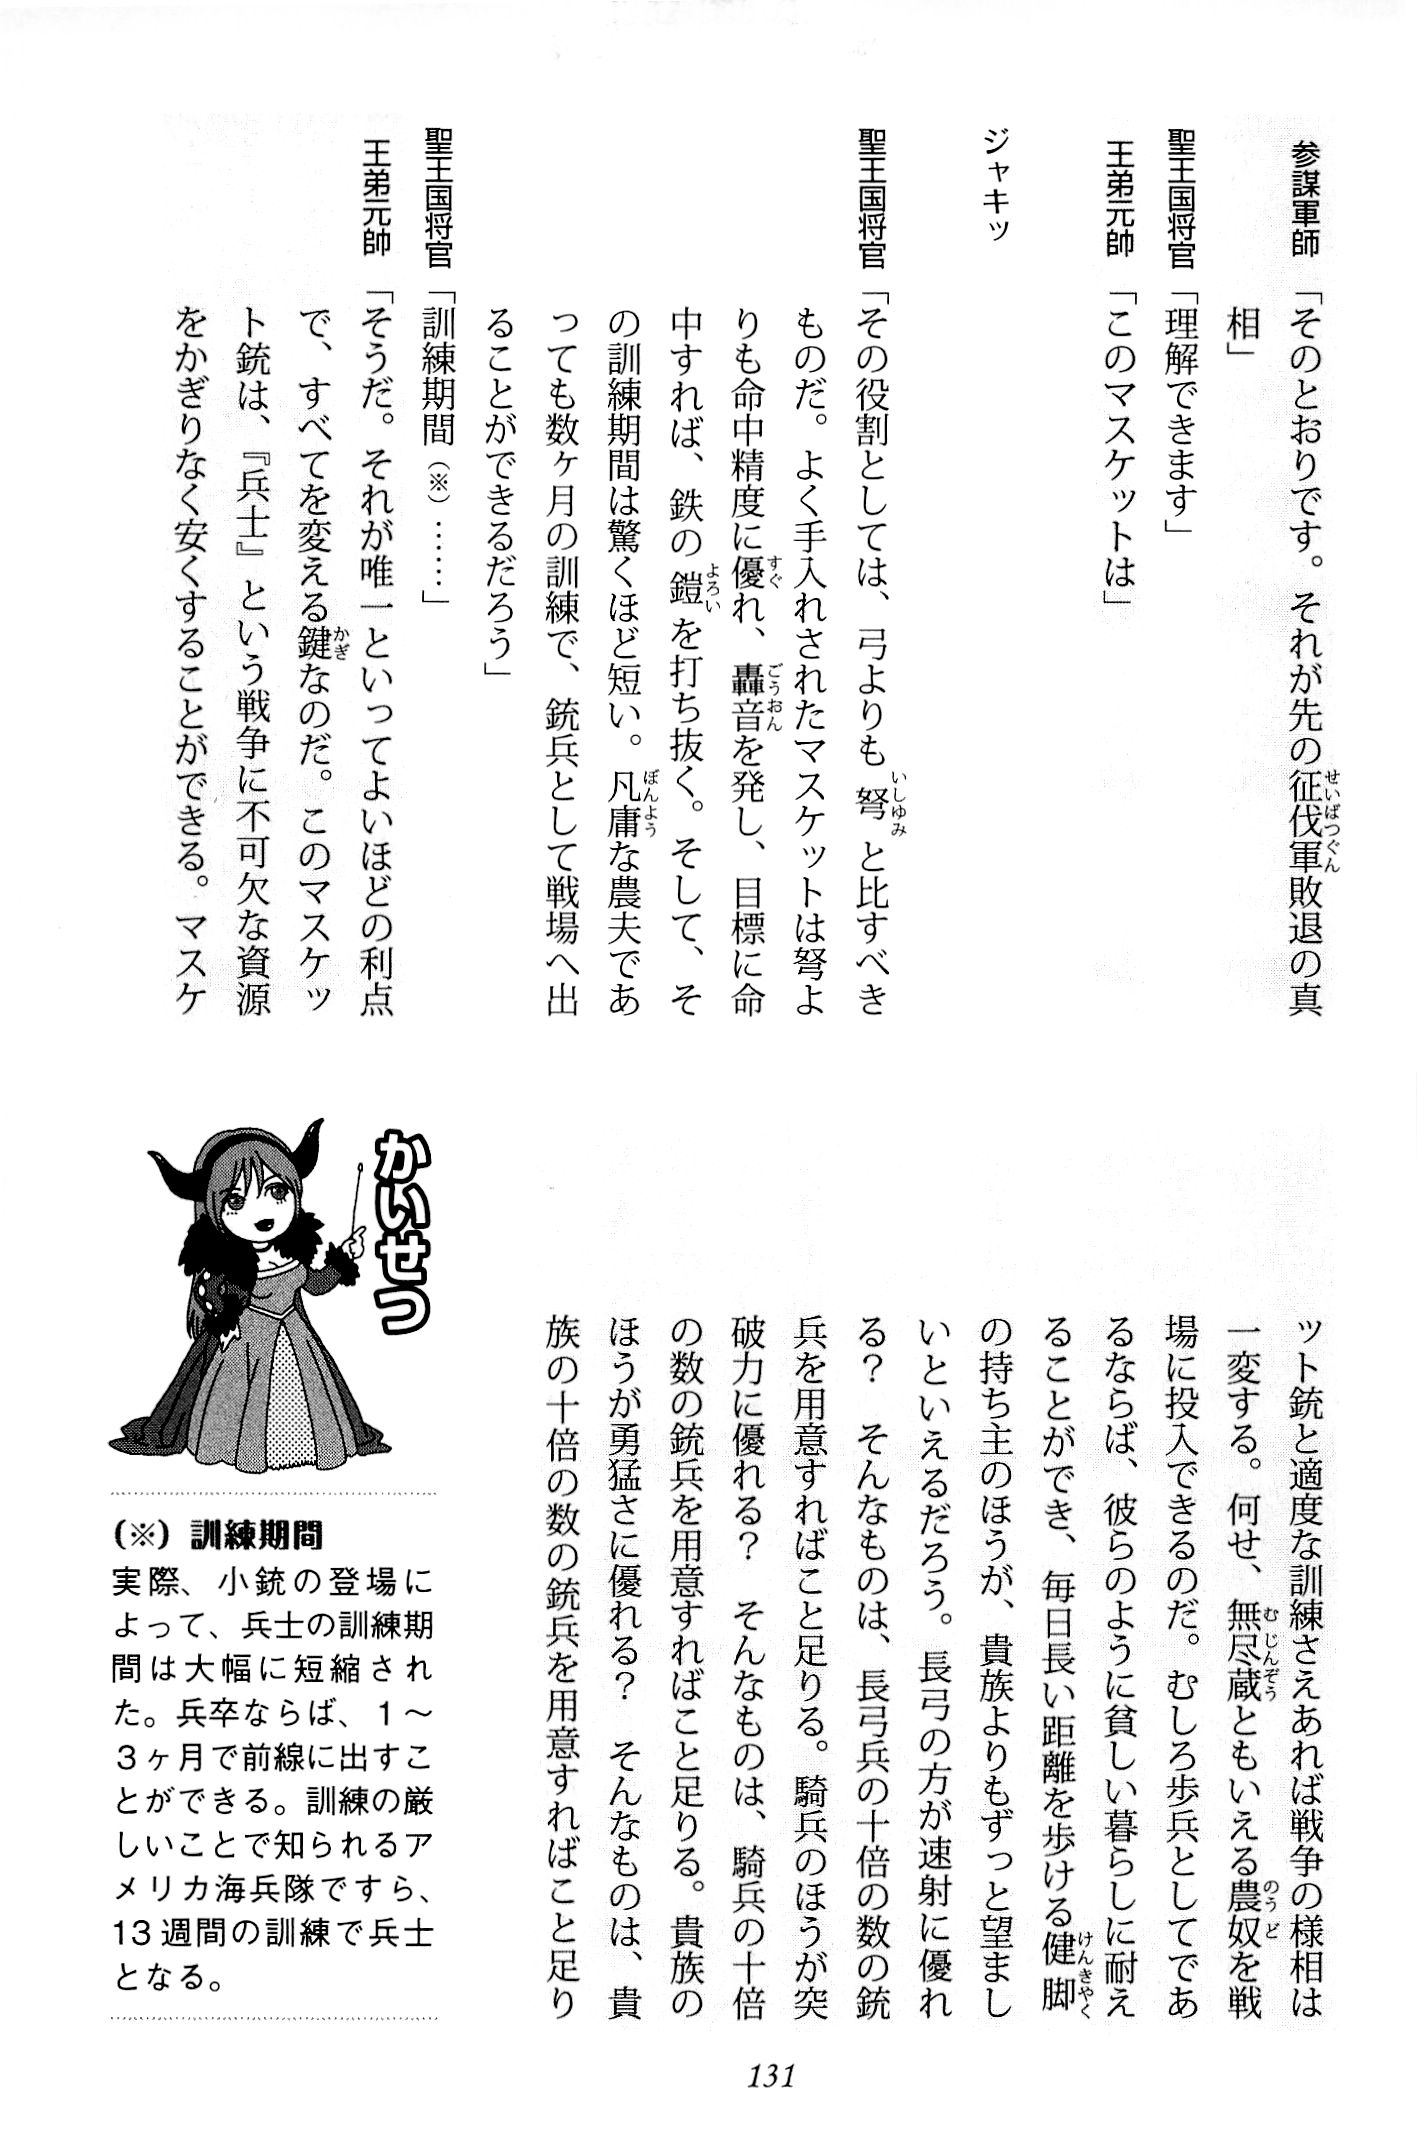 参謀軍師「そのとおりです。それが先の征伐軍敗退の真
相」
聖王国将官「理解できます」
王弟元帥「このマスケットは」
ジャキッ
聖王国将官「その役割としては、弓よりも弩と比すべき
ものだ。よく手入れされたマスケットは弩よ
りも命中精度に優れ、轟音を発し、目標に命
中すれば、鉄の鎧を打ち抜く。そして、そ
の訓練期間は驚くほど短い。凡庸な農夫であ
っても数ヶ月の訓練で、銃兵として戦場へ出
ることができるだろう」
聖王国将官「訓練期間（※）……」
王弟元帥「そうだ。それが唯一といってよいほどの利点
で、すべてを変える鍵なのだ。このマスケッ
ト銃は、『兵士』という戦争に不可欠な資源
をかぎりなく安くすることができる。マスケ
ット銃と適度な訓練さえあれば戦争の様相は
一変する。何せ、無尽蔵ともいえる農奴を戦
場に投入できるのだ。むしろ歩兵としてであ
るならば、彼らのように貧しい暮らしに耐え
ることができ、毎日長い距離を歩ける健脚
の持ち主のほうが、貴族よりもずっと望まし
いといえるだろう。長弓の方が速射に優れ
る？　そんなものは、長弓兵の十倍の数の銃
兵を用意すればこと足りる。騎兵のほうが突
破力に優れる？　そんなものは、騎兵の十倍
の数の銃兵を用意すればこと足りる。貴族の
ほうが勇猛さに優れる？　そんなものは、貴
族の十倍の数の銃兵を用意すればこと足り
かいせつ
（※）訓練期間
実際、小銃の登場に
よって、兵士の訓練期
間は大幅に短縮され
た。兵卒ならば、１～
３ヶ月で前線に出すこ
とができる。訓練の厳
しいことで知られるア
メリカ海兵隊ですら、
13週間の訓練で兵士
となる。
131